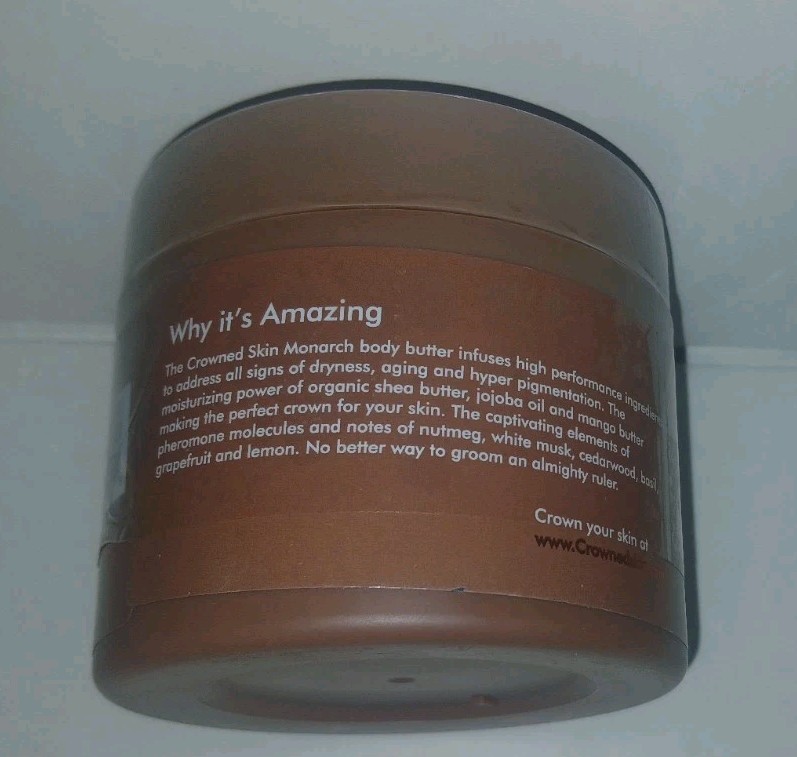 Why it's Amazing
The Crowned Skin Monarch body butter infuses high performance
to address all signs of dryness, aging and hyper pigmentation. The
moisturizing power of organic shea butter, jojoba oil and mango butter
making the perfect crown for your skin. The captivating elements of
pheromone molecules and notes of nutmeg, white musk, cedarwood, basil,
grapefruit and lemon. No better way to groom an almighty ruler.
Crown your skin at